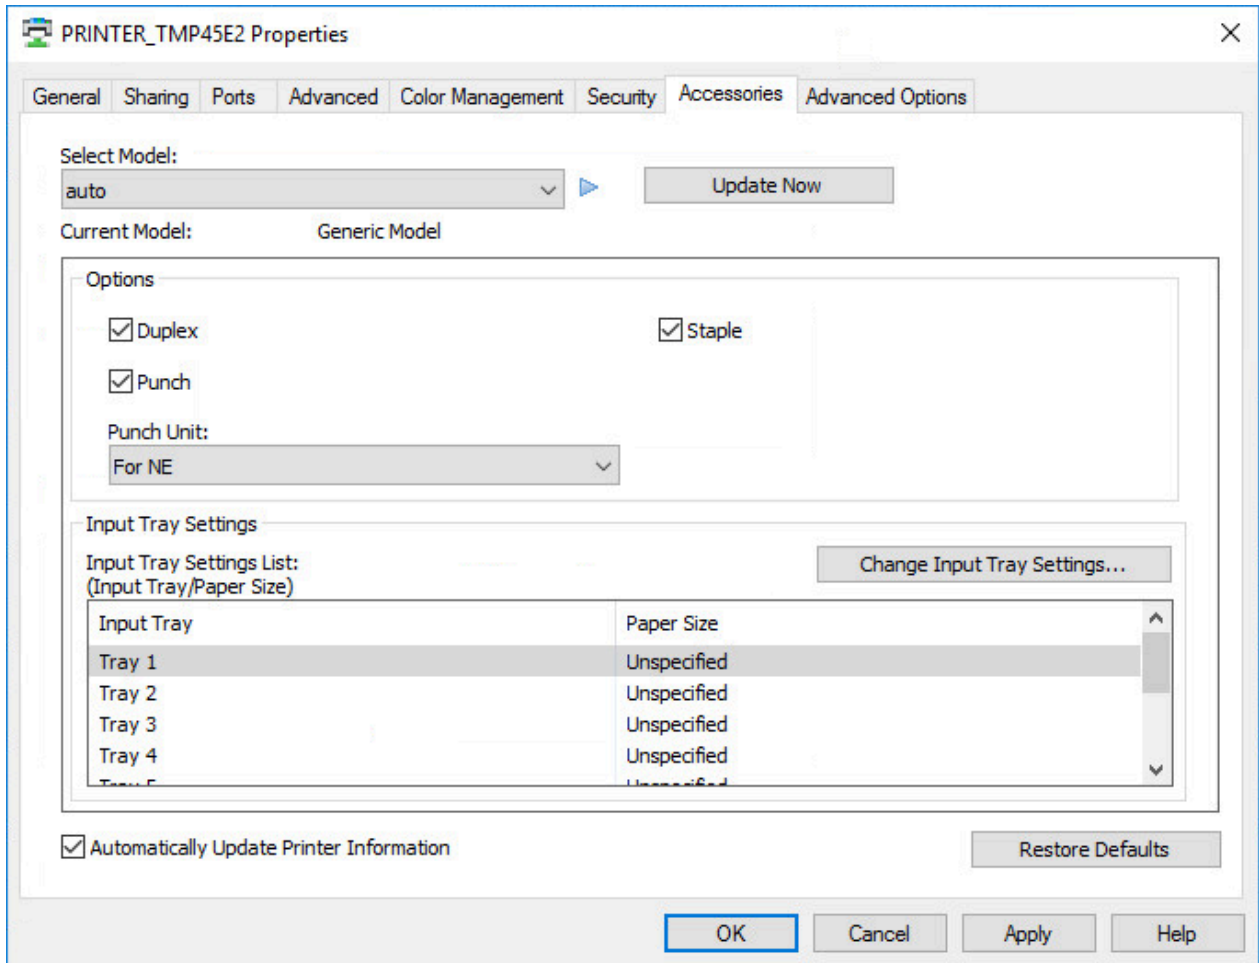 PRINTER_TMP45E2 Properties
General Sharing Ports Advanced Color Management Security Accessories Advanced Options
Select Model:
auto
Update Now
Current Model: Generic Model
Options
Duplex Staple
Punch
Punch Unit:
For NE
Input Tray Settings
Input Tray Settings List:
(Input Tray/Paper Size)
Change Input Tray Settings...
Input Tray Paper Size
Tray 1 Unspecified
Tray 2 Unspecified
Tray 3 Unspecified
Tray 4 Unspecified
Automatically Update Printer Information
Restore Defaults
OK Cancel Apply Help